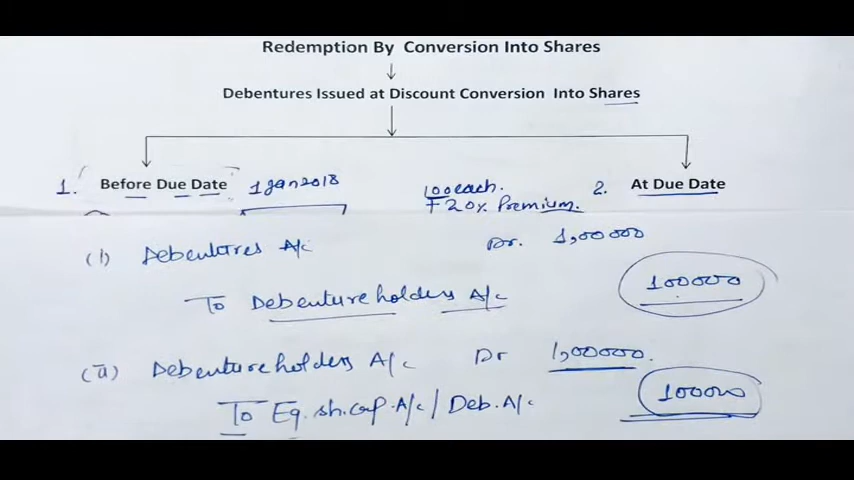 Redemption By Conversion Into Shares
Debentures Issued at Discount Conversion Into Shares
1. Before Due Date 1 Jan 2018 100 each. 2. At Due Date
+ 20% Premium.
(i) Debentures A/c Dr. 1,00000
To Debentureholders A/c 100000
(ii) Debentureholders A/c Dr 1,00000.
To Eq. sh. cap. A/c / Deb. A/c 100000